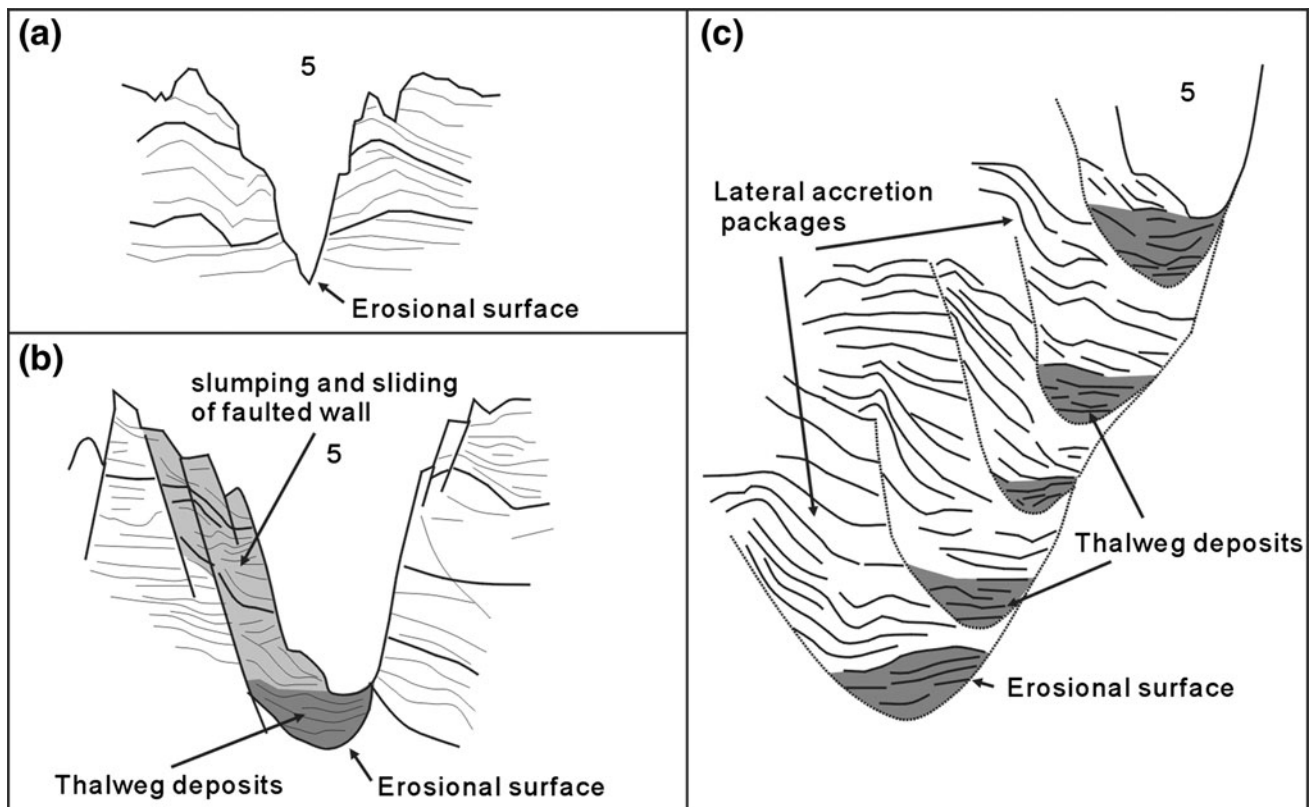 (a)
5
Erosional surface
(b)
slumping and sliding
of faulted wall
5
Thalweg deposits
Erosional surface
(c)
5
Lateral accretion
packages
Thalweg deposits
Erosional surface